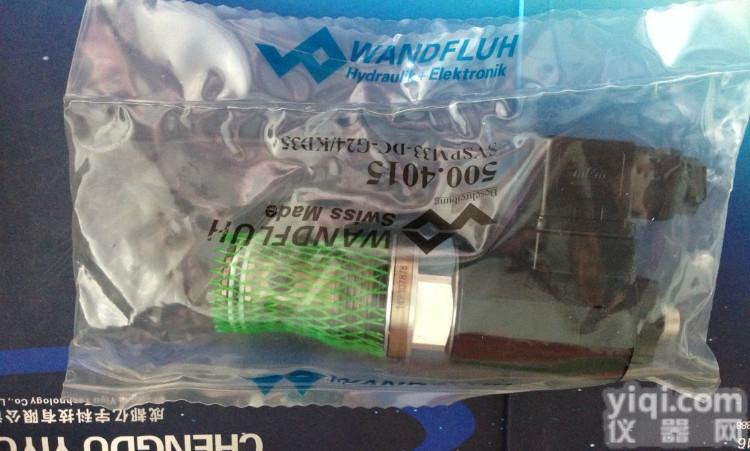 WANDFLUH
Hydraulik + Elektronik
SVSPM33-DC-G24/KD35
500.4015
Beschreibung
WANDFLUH
Swiss Made
成都亿宇科技有限公
CHENGDU YIYU
yiqi.com
仪器网